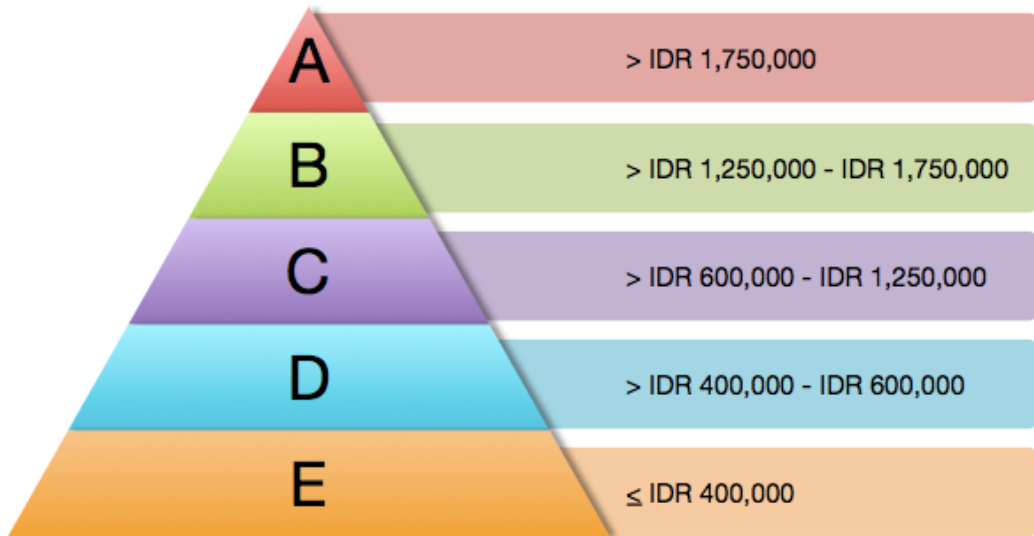 A
> IDR 1,750,000
B
> IDR 1,250,000 - IDR 1,750,000
C
> IDR 600,000 - IDR 1,250,000
D
> IDR 400,000 - IDR 600,000
E
≤ IDR 400,000